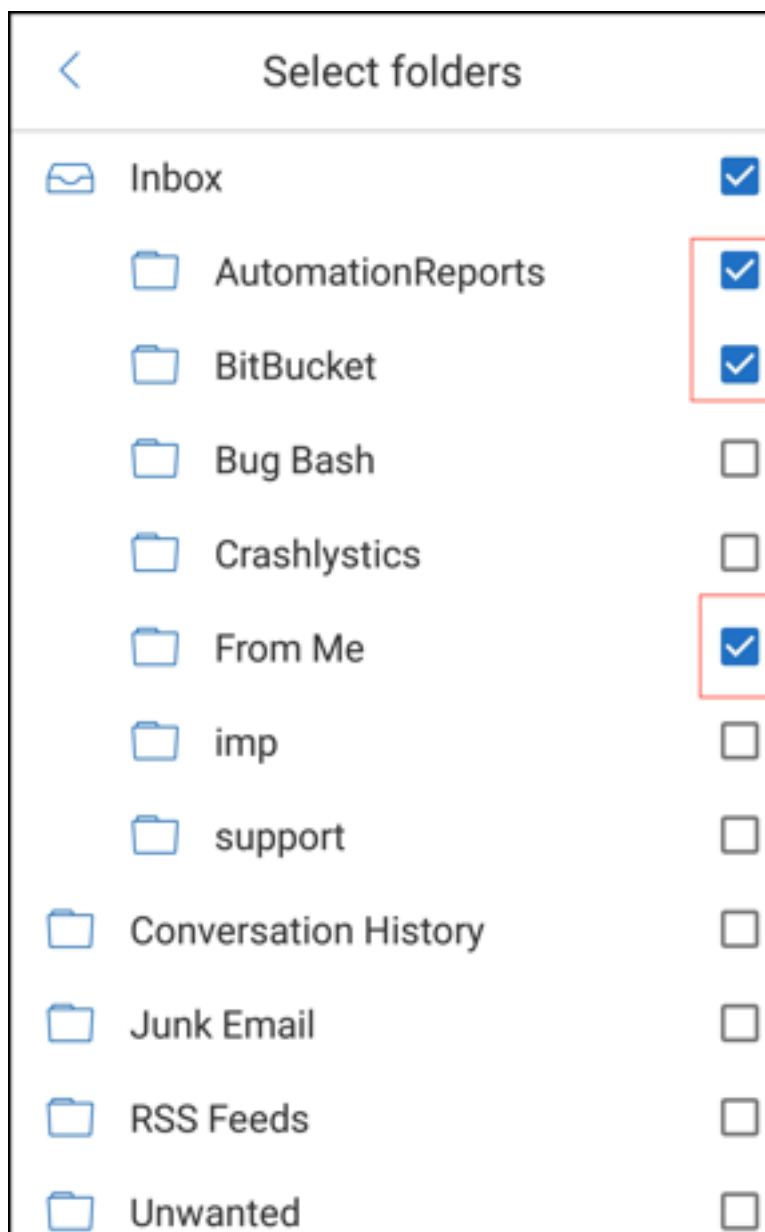 Select folders
Inbox
AutomationReports
BitBucket
Bug Bash
Crashlystics
From Me
imp
support
Conversation History
Junk Email
RSS Feeds
Unwanted